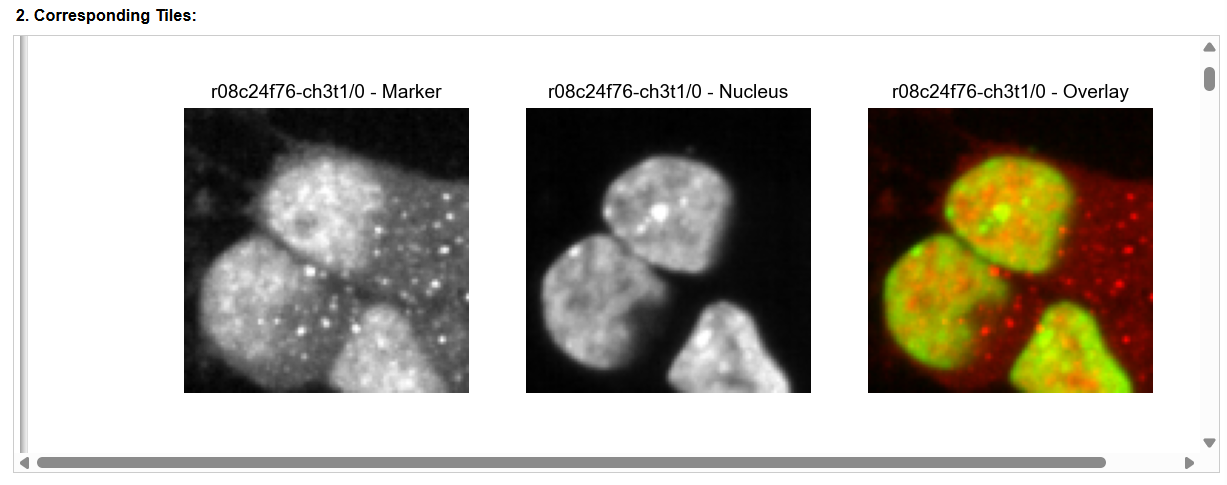 2. Corresponding Tiles:
r08c24f76-ch3t1/0 - Marker
r08c24f76-ch3t1/0 - Nucleus
r08c24f76-ch3t1/0 - Overlay